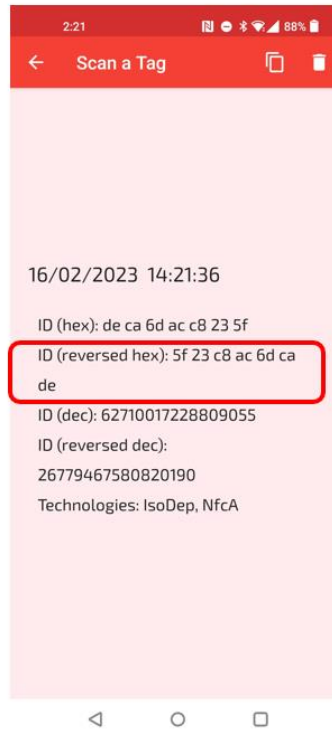 2:21 88%
Scan a Tag
16/02/2023 14:21:36
ID (hex): de ca 6d ac c8 23 5f
ID (reversed hex): 5f 23 c8 ac 6d ca
de
ID (dec): 62710017228809055
ID (reversed dec):
26779467580820190
Technologies: IsoDep, NfcA